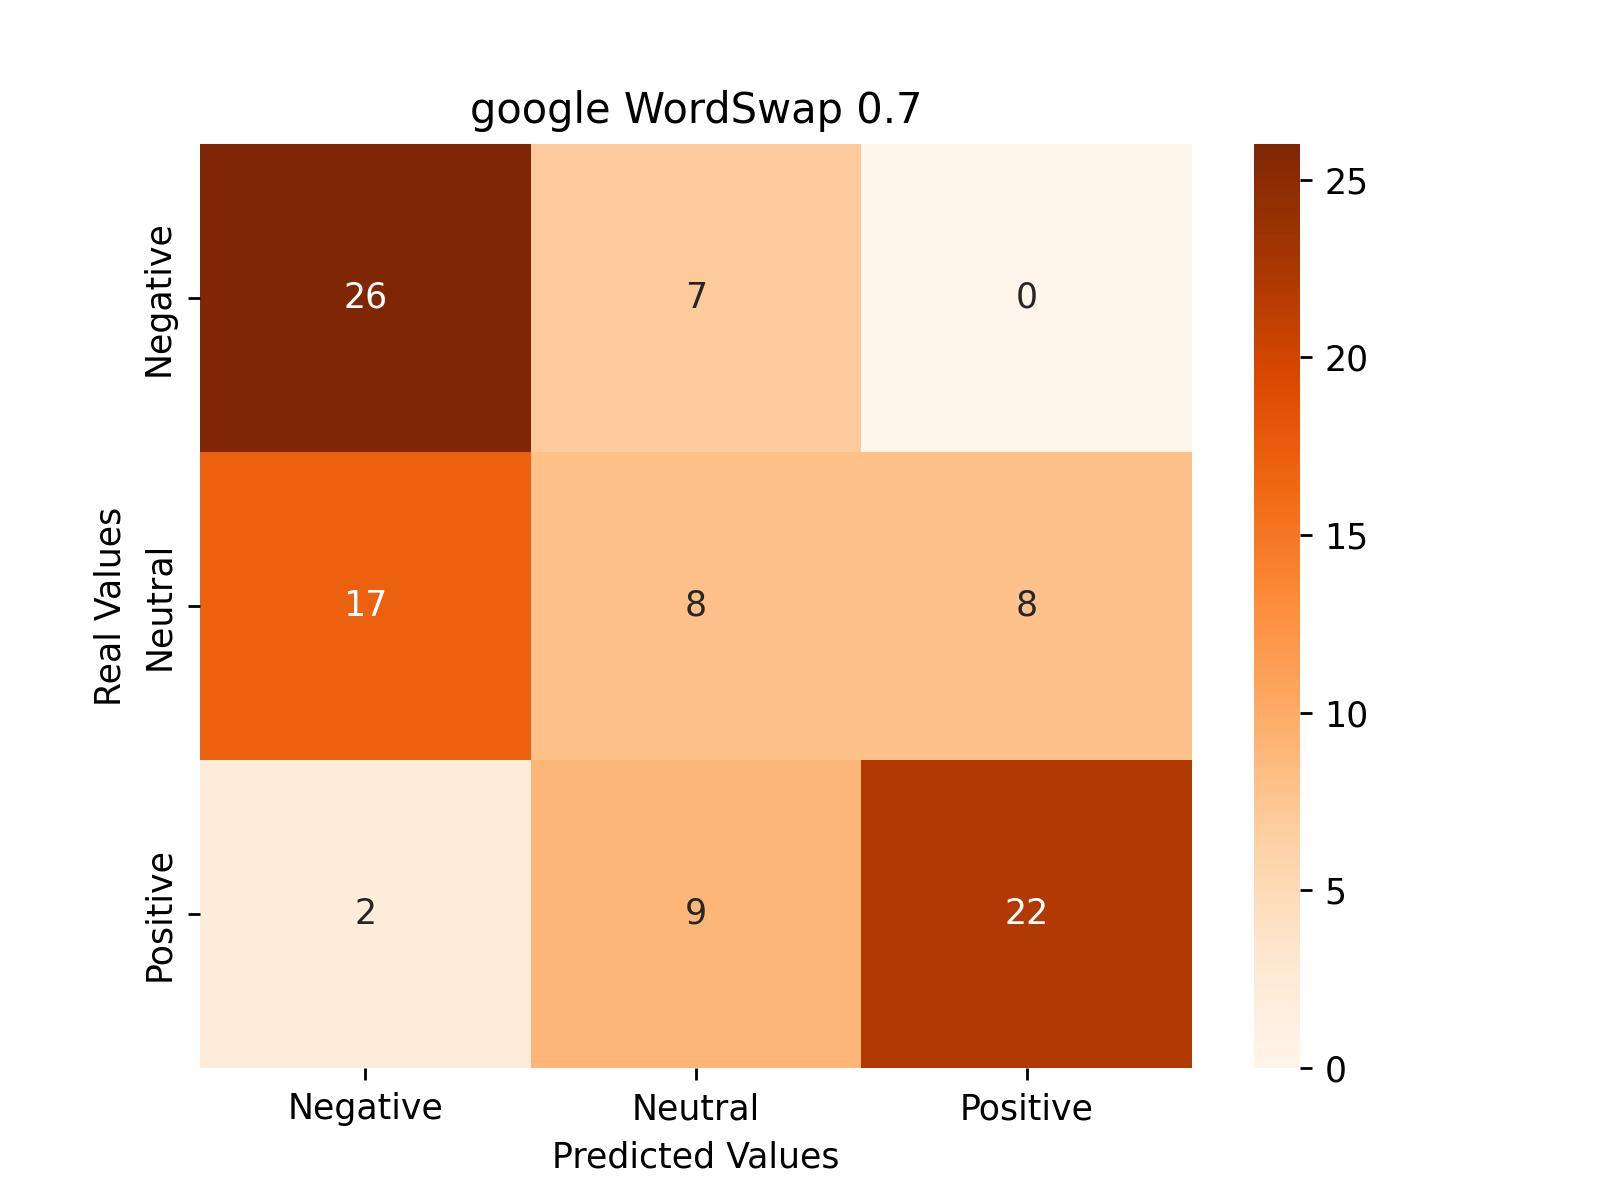 google WordSwap 0.7
Real Values
Negative
26
7
0
Neutral
17
8
8
Positive
2
9
22
Negative
Neutral
Positive
Predicted Values
25
20
15
10
5
0